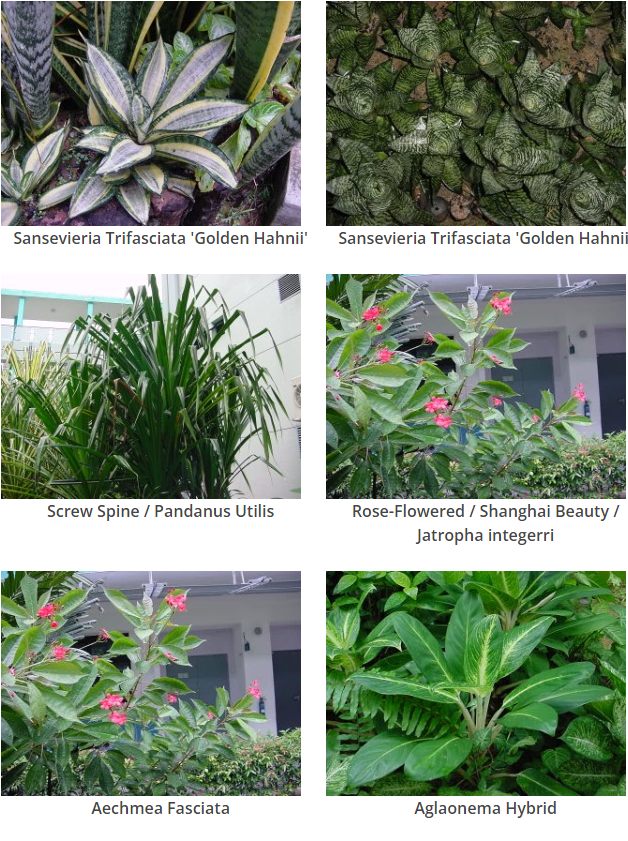 Sansevieria Trifasciata 'Golden Hahnii'
Sansevieria Trifasciata 'Golden Hahnii
Screw Spine / Pandanus Utilis
Rose-Flowered / Shanghai Beauty /
Jatropha integerri
Aechmea Fasciata
Aglaonema Hybrid